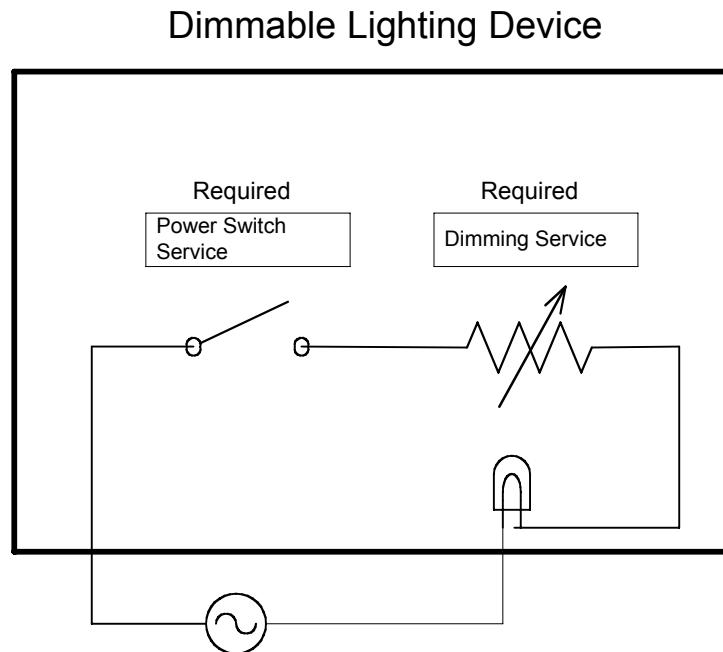 Dimmable Lighting Device
Required
Power Switch
Service
Required
Dimming Service